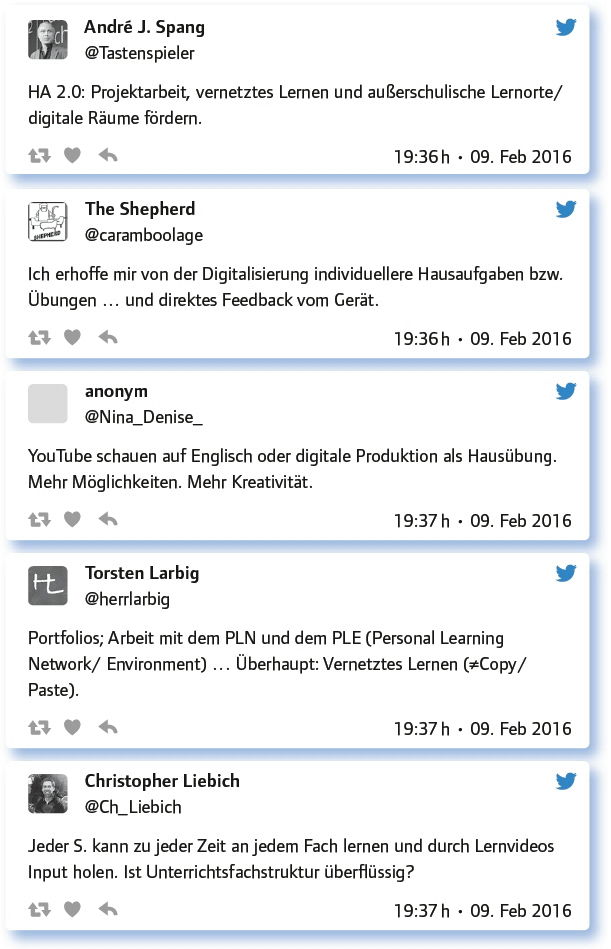 André J. Spang
@Tastenspieler
HA 2.0: Projektarbeit, vernetztes Lernen und außerschulische Lernorte/
digitale Räume fördern.
19:36 h • 09. Feb 2016
SHEPHERD
The Shepherd
@caramboolage
Ich erhoffe mir von der Digitalisierung individuellere Hausaufgaben bzw.
Übungen … und direktes Feedback vom Gerät.
19:36 h • 09. Feb 2016
anonym
@Nina_Denise_
YouTube schauen auf Englisch oder digitale Produktion als Hausübung.
Mehr Möglichkeiten. Mehr Kreativität.
19:37 h • 09. Feb 2016
HL
Torsten Larbig
@herrlarbig
Portfolios; Arbeit mit dem PLN und dem PLE (Personal Learning
Network/ Environment) … Überhaupt: Vernetztes Lernen (≠Copy/
Paste).
19:37 h • 09. Feb 2016
Christopher Liebich
@Ch_Liebich
Jeder S. kann zu jeder Zeit an jedem Fach lernen und durch Lernvideos
Input holen. Ist Unterrichtsfachstruktur überflüssig?
19:37 h • 09. Feb 2016